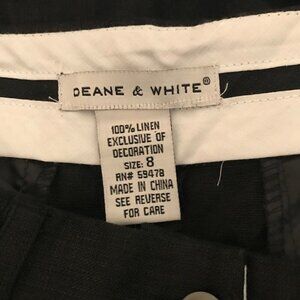 DEANE & WHITE®
100% LINEN
EXCLUSIVE OF
DECORATION
SIZE: 8
RN# 59478
MADE IN CHINA
SEE REVERSE
FOR CARE